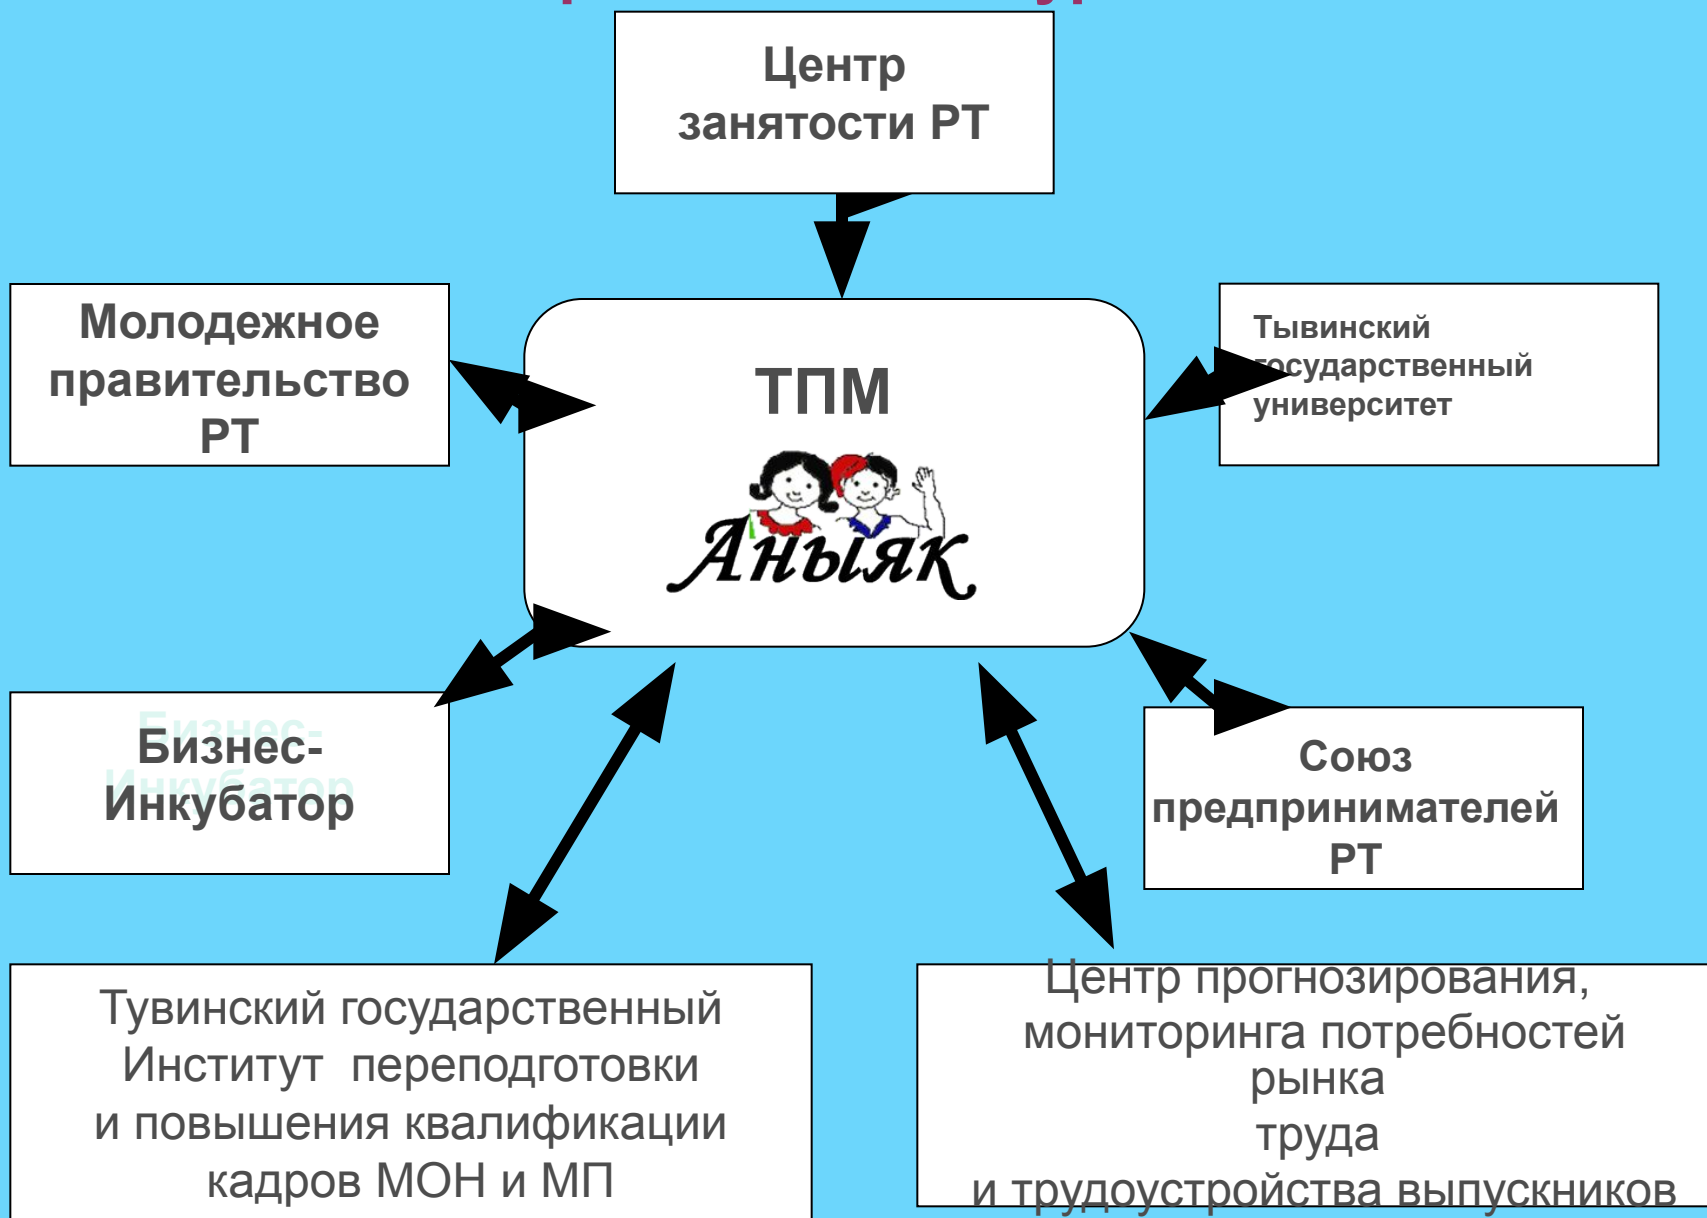 Центр
занятости РТ
Молодежное
правительство
РТ
ТПМ
Аныяк
Тывинский
государственный
университет
Бизнес-
Инкубатор
Союз
предпринимателей
РТ
Тувинский государственный
Институт переподготовки
и повышения квалификации
кадров МОН и МП
Центр прогнозирования,
мониторинга потребностей
рынка
труда
и трудоустройства выпускников